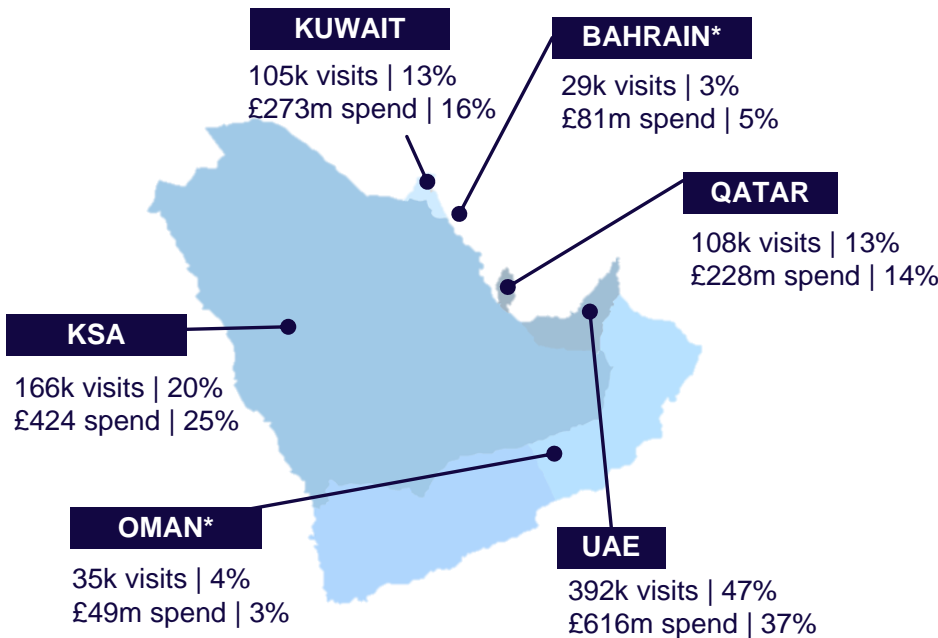 KUWAIT
105k visits | 13%
£273m spend | 16%
BAHRAIN*
29k visits | 3%
£81m spend | 5%
QATAR
108k visits | 13%
£228m spend | 14%
KSA
166k visits | 20%
£424 spend | 25%
OMAN*
35k visits | 4%
£49m spend | 3%
UAE
392k visits | 47%
£616m spend | 37%